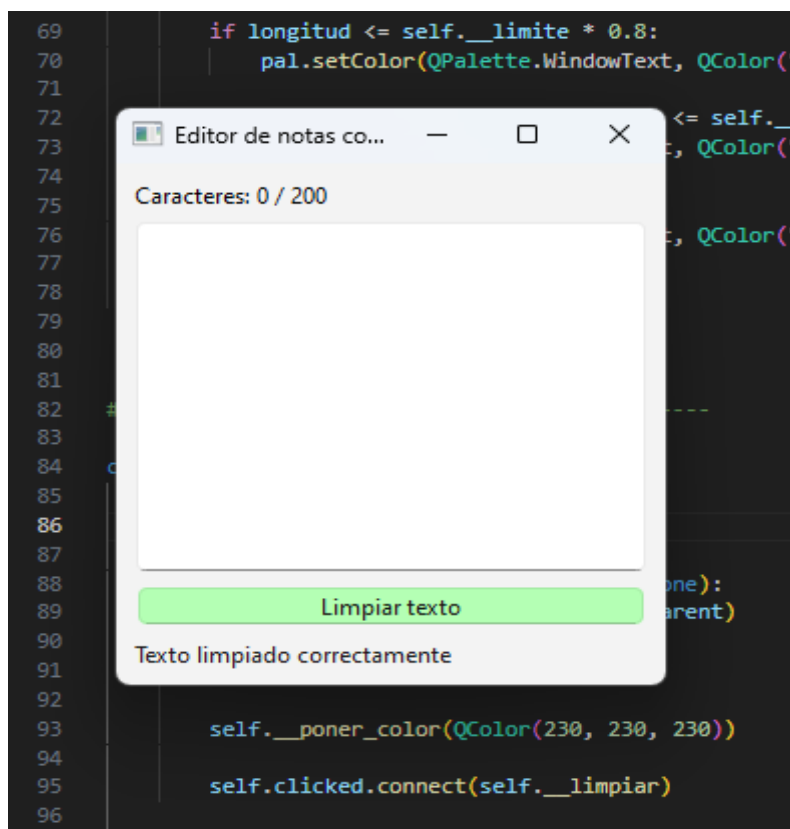 69 if longitud <= self.__limite * 0.8:
70 pal.setColor(QPalette.WindowText, QColor(
71
72 <= self._
73 , QColor(
74
75
76 , QColor(
77
78
79
80
81
82 # ----
83
84
85
86
87
88 ):
89 )
90
91
92
93 self.__poner_color(QColor(230, 230, 230))
94
95 self.clicked.connect(self.__limpiar)
96
Editor de notas co...
Caracteres: 0 / 200
Limpiar texto
Texto limpiado correctamente